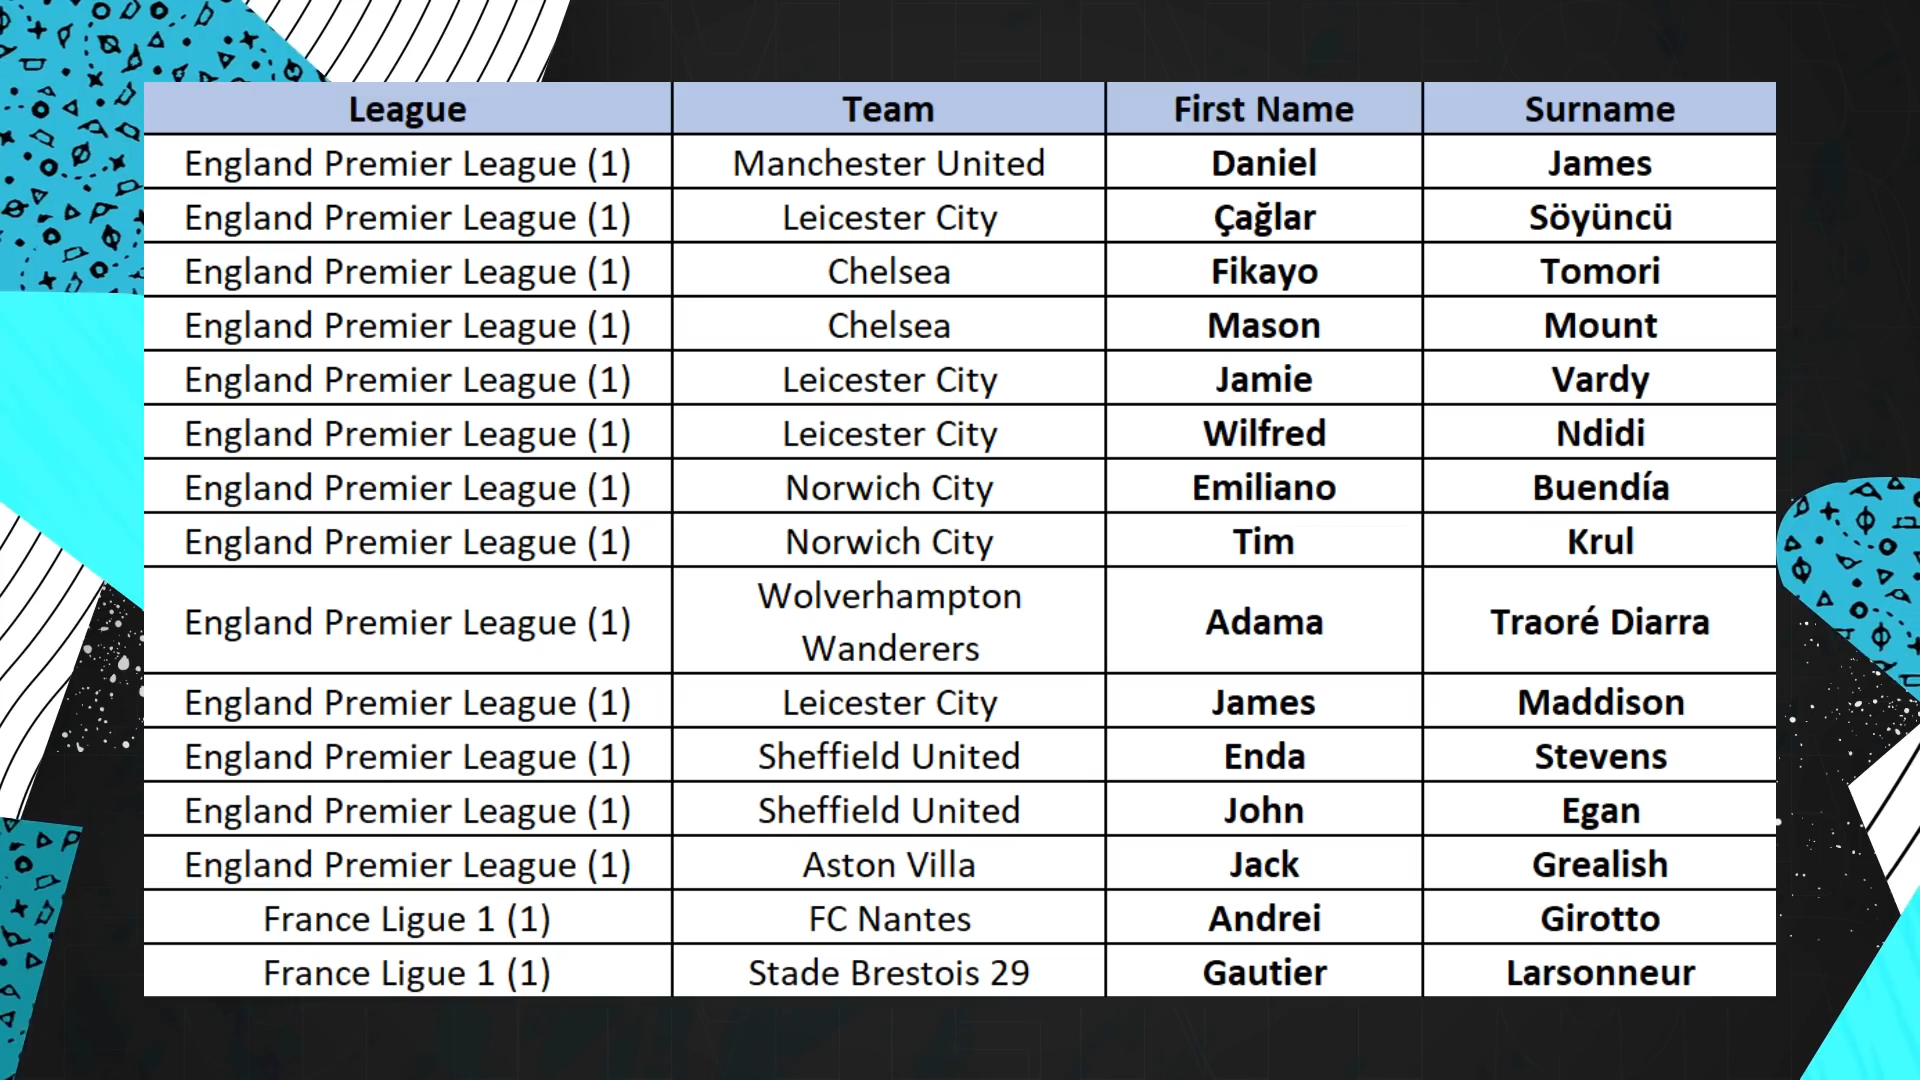 League Team First Name Surname
England Premier League (1) Manchester United Daniel James
England Premier League (1) Leicester City Çağlar Söyüncü
England Premier League (1) Chelsea Fikayo Tomori
England Premier League (1) Chelsea Mason Mount
England Premier League (1) Leicester City Jamie Vardy
England Premier League (1) Leicester City Wilfred Ndidi
England Premier League (1) Norwich City Emiliano Buendía
England Premier League (1) Norwich City Tim Krul
England Premier League (1) Wolverhampton Wanderers Adama Traoré Diarra
England Premier League (1) Leicester City James Maddison
England Premier League (1) Sheffield United Enda Stevens
England Premier League (1) Sheffield United John Egan
England Premier League (1) Aston Villa Jack Grealish
France Ligue 1 (1) FC Nantes Andrei Girotto
France Ligue 1 (1) Stade Brestois 29 Gautier Larsonneur